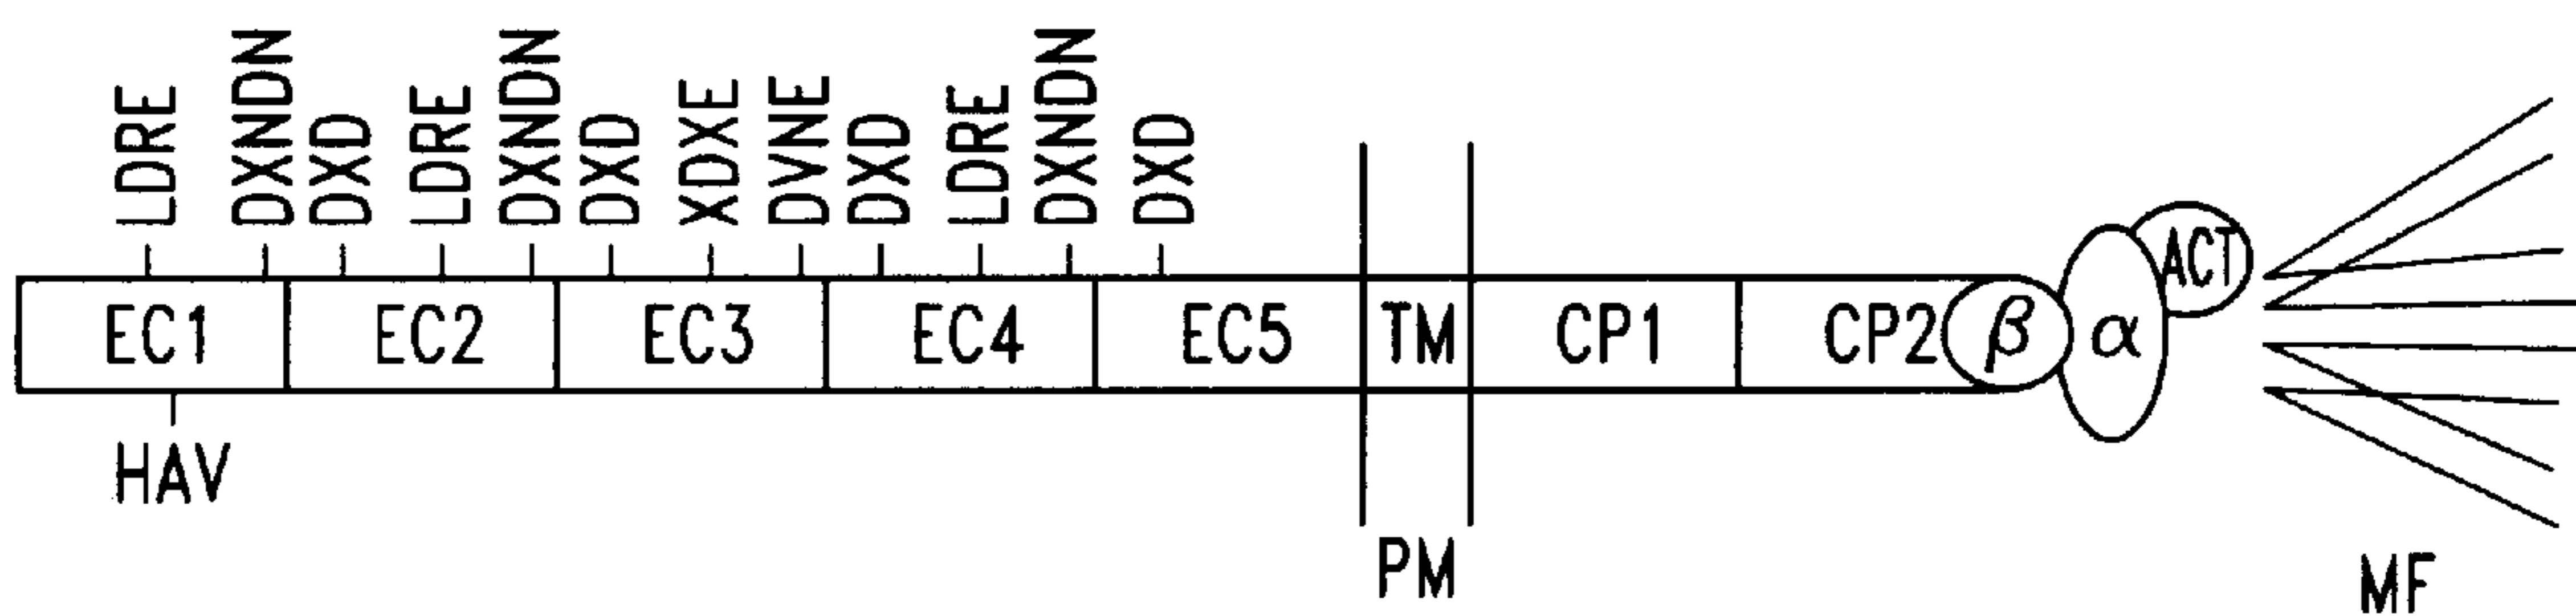 LDRE DXNDN DXD LDRE DXNDN DXD XDXE DVNE DXD LDRE DXNDN DXD
EC1 EC2 EC3 EC4 EC5 TM CP1 CP2 β α ACT
HAV
PM
MF